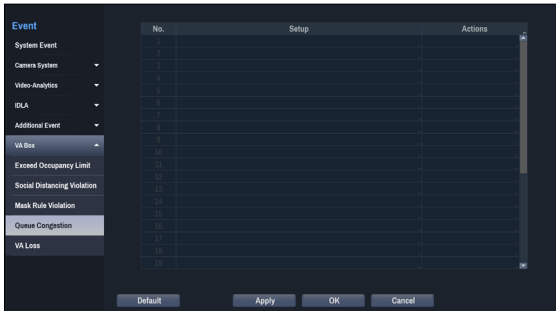 Event
System Event
Camera System
Video-Analytics
IDLA
Additional Event
VA Box
Exceed Occupancy Limit
Social Distancing Violation
Mask Rule Violation
Queue Congestion
VA Loss
No. Setup Actions
1
2
3
4
5
6
7
8
9
10
11
12
13
14
15
16
17
18
19
Default Apply OK Cancel